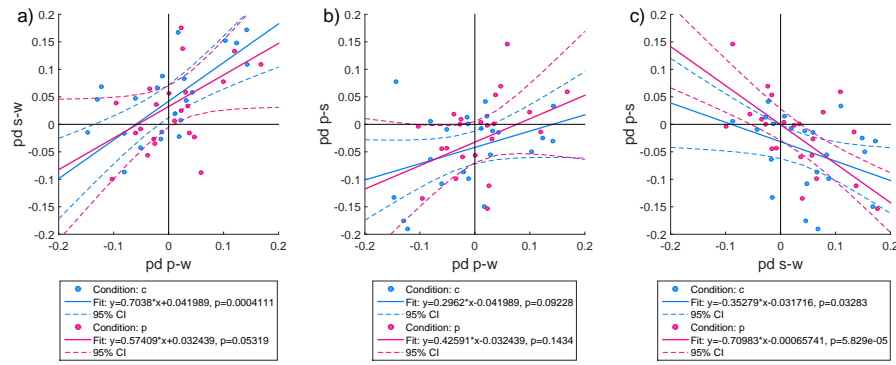 a)
0.2
0.15
0.1
0.05
0
-0.05
-0.1
-0.15
-0.2
pd s-w
-0.2 -0.1 0 0.1 0.2
pd p-w
Condition: c
Fit: y=0.7038*x+0.041989, p=0.0004111
95% CI
Condition: p
Fit: y=0.57409*x+0.032439, p=0.05319
95% CI
b)
0.2
0.15
0.1
0.05
0
-0.05
-0.1
-0.15
-0.2
pd p-s
-0.2 -0.1 0 0.1 0.2
pd p-w
Condition: c
Fit: y=0.2962*x-0.041989, p=0.09228
95% CI
Condition: p
Fit: y=0.42591*x-0.032439, p=0.1434
95% CI
c)
0.2
0.15
0.1
0.05
0
-0.05
-0.1
-0.15
-0.2
pd p-s
-0.2 -0.1 0 0.1 0.2
pd s-w
Condition: c
Fit: y=-0.35279*x-0.031716, p=0.03283
95% CI
Condition: p
Fit: y=-0.70983*x-0.00065741, p=5.829e-05
95% CI